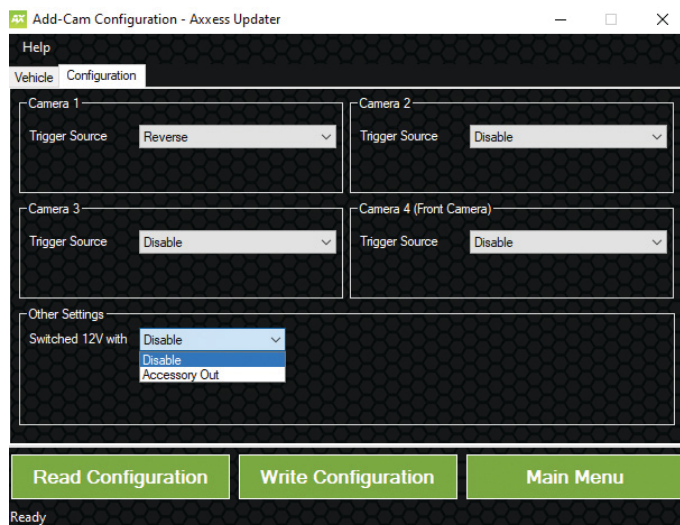 AX Add-Cam Configuration - Axxess Updater
Help
Vehicle Configuration
Camera 1
Trigger Source Reverse
Camera 2
Trigger Source Disable
Camera 3
Trigger Source Disable
Camera 4 (Front Camera)
Trigger Source Disable
Other Settings
Switched 12V with Disable
Disable
Accessory Out
Read Configuration Write Configuration Main Menu
Ready